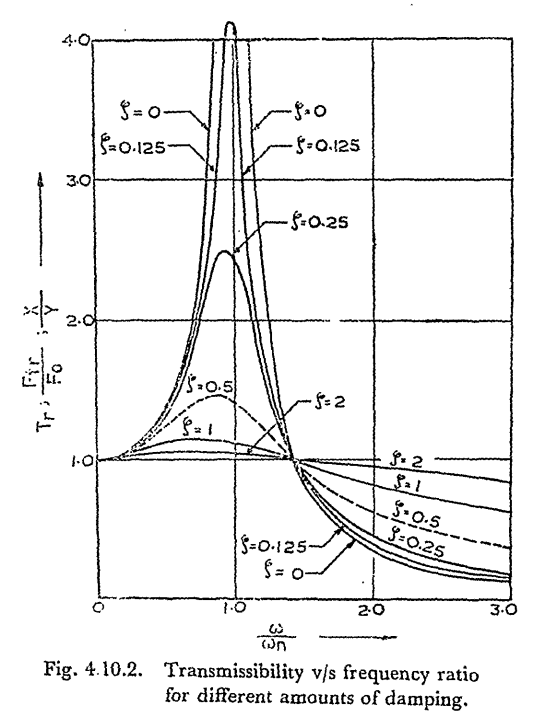 4.0
ζ=0
ζ=0
ζ=0.125
ζ=0.125
3.0
ζ=0.25
Tr ; Ftr/F0 ; X/Y
2.0
ζ=0.5
ζ=2
ζ=1
1.0
ζ=2
ζ=1
ζ=0.5
ζ=0.25
ζ=0.125
ζ=0
0
1.0
2.0
3.0
ω/ωn
Fig. 4.10.2. Transmissibility v/s frequency ratio
for different amounts of damping.